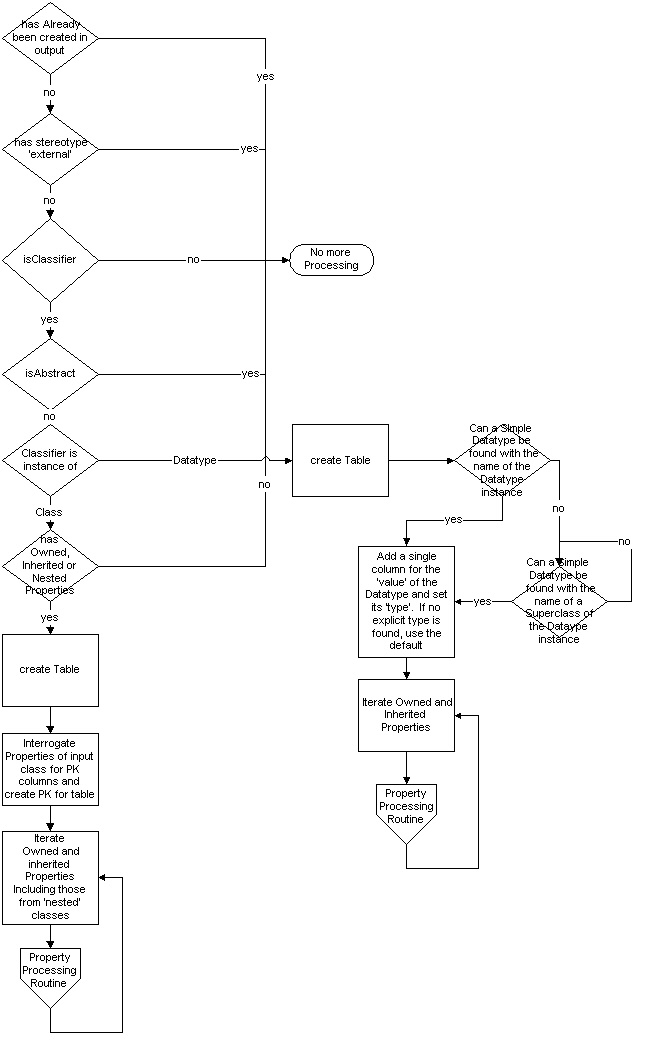 has Already
been created in
output
yes
no
has stereotype
'external'
yes
no
isClassifier
no
No more
Processing
yes
isAbstract
yes
no
Classifier is
instance of
Datatype
create Table
Can a Simple
Datatype be
found with the
name of the
Datatype
instance
no
no
yes
no
Class
has
Owned,
Inherited or
Nested
Properties
Add a single
column for the
'value' of the
Datatype and set
its 'type'. If no
explicit type is
found, use the
default
yes
Can a Simple
Datatype be
found with the
name of a
Superclass of
the Dataype
instance
yes
create Table
Iterate Owned and
Inherited
Properties
Interrogate
Properties of input
class for PK
columns and
create PK for table
Property
Processing
Routine
Iterate
Owned and
inherited
Properties
Including those
from 'nested'
classes
Property
Processing
Routine